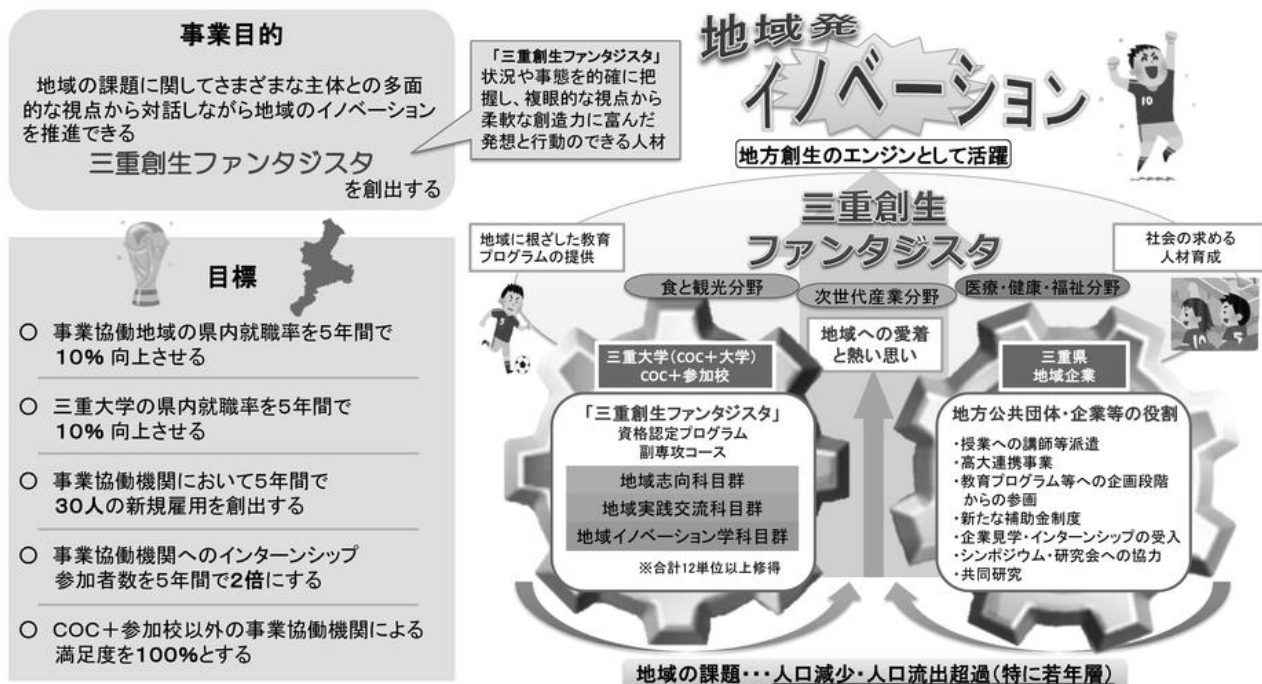 事業目的
地域の課題に関してさまざまな主体との多面
的な視点から対話しながら地域のイノベーション
を推進できる
三重創生ファンタジスタ
を創出する
「三重創生ファンタジスタ」
状況や事態を的確に把
握し、複眼的な視点から
柔軟な創造力に富んだ
発想と行動のできる人材
目標
○ 事業協働地域の県内就職率を5年間で
10% 向上させる
○ 三重大学の県内就職率を5年間で
10% 向上させる
○ 事業協働機関において5年間で
30人の新規雇用を創出する
○ 事業協働機関へのインターンシップ
参加者数を5年間で2倍にする
○ COC+参加校以外の事業協働機関による
満足度を100%とする
地域発
イノベーション
10
地方創生のエンジンとして活躍
三重創生
ファンタジスタ
地域に根ざした教育
プログラムの提供
社会の求める
人材育成
食と観光分野
次世代産業分野
医療・健康・福祉分野
地域への愛着
と熱い思い
10
5
三重大学(COC+大学)
COC+参加校
「三重創生ファンタジスタ」
資格認定プログラム
副専攻コース
地域志向科目群
地域実践交流科目群
地域イノベーション学科目群
※合計12単位以上修得
三重県
地域企業
地方公共団体・企業等の役割
・授業への講師等派遣
・高大連携事業
・教育プログラム等への企画段階
からの参画
・新たな補助金制度
・企業見学・インターンシップの受入
・シンポジウム・研究会への協力
・共同研究
地域の課題・・・人口減少・人口流出超過(特に若年層)